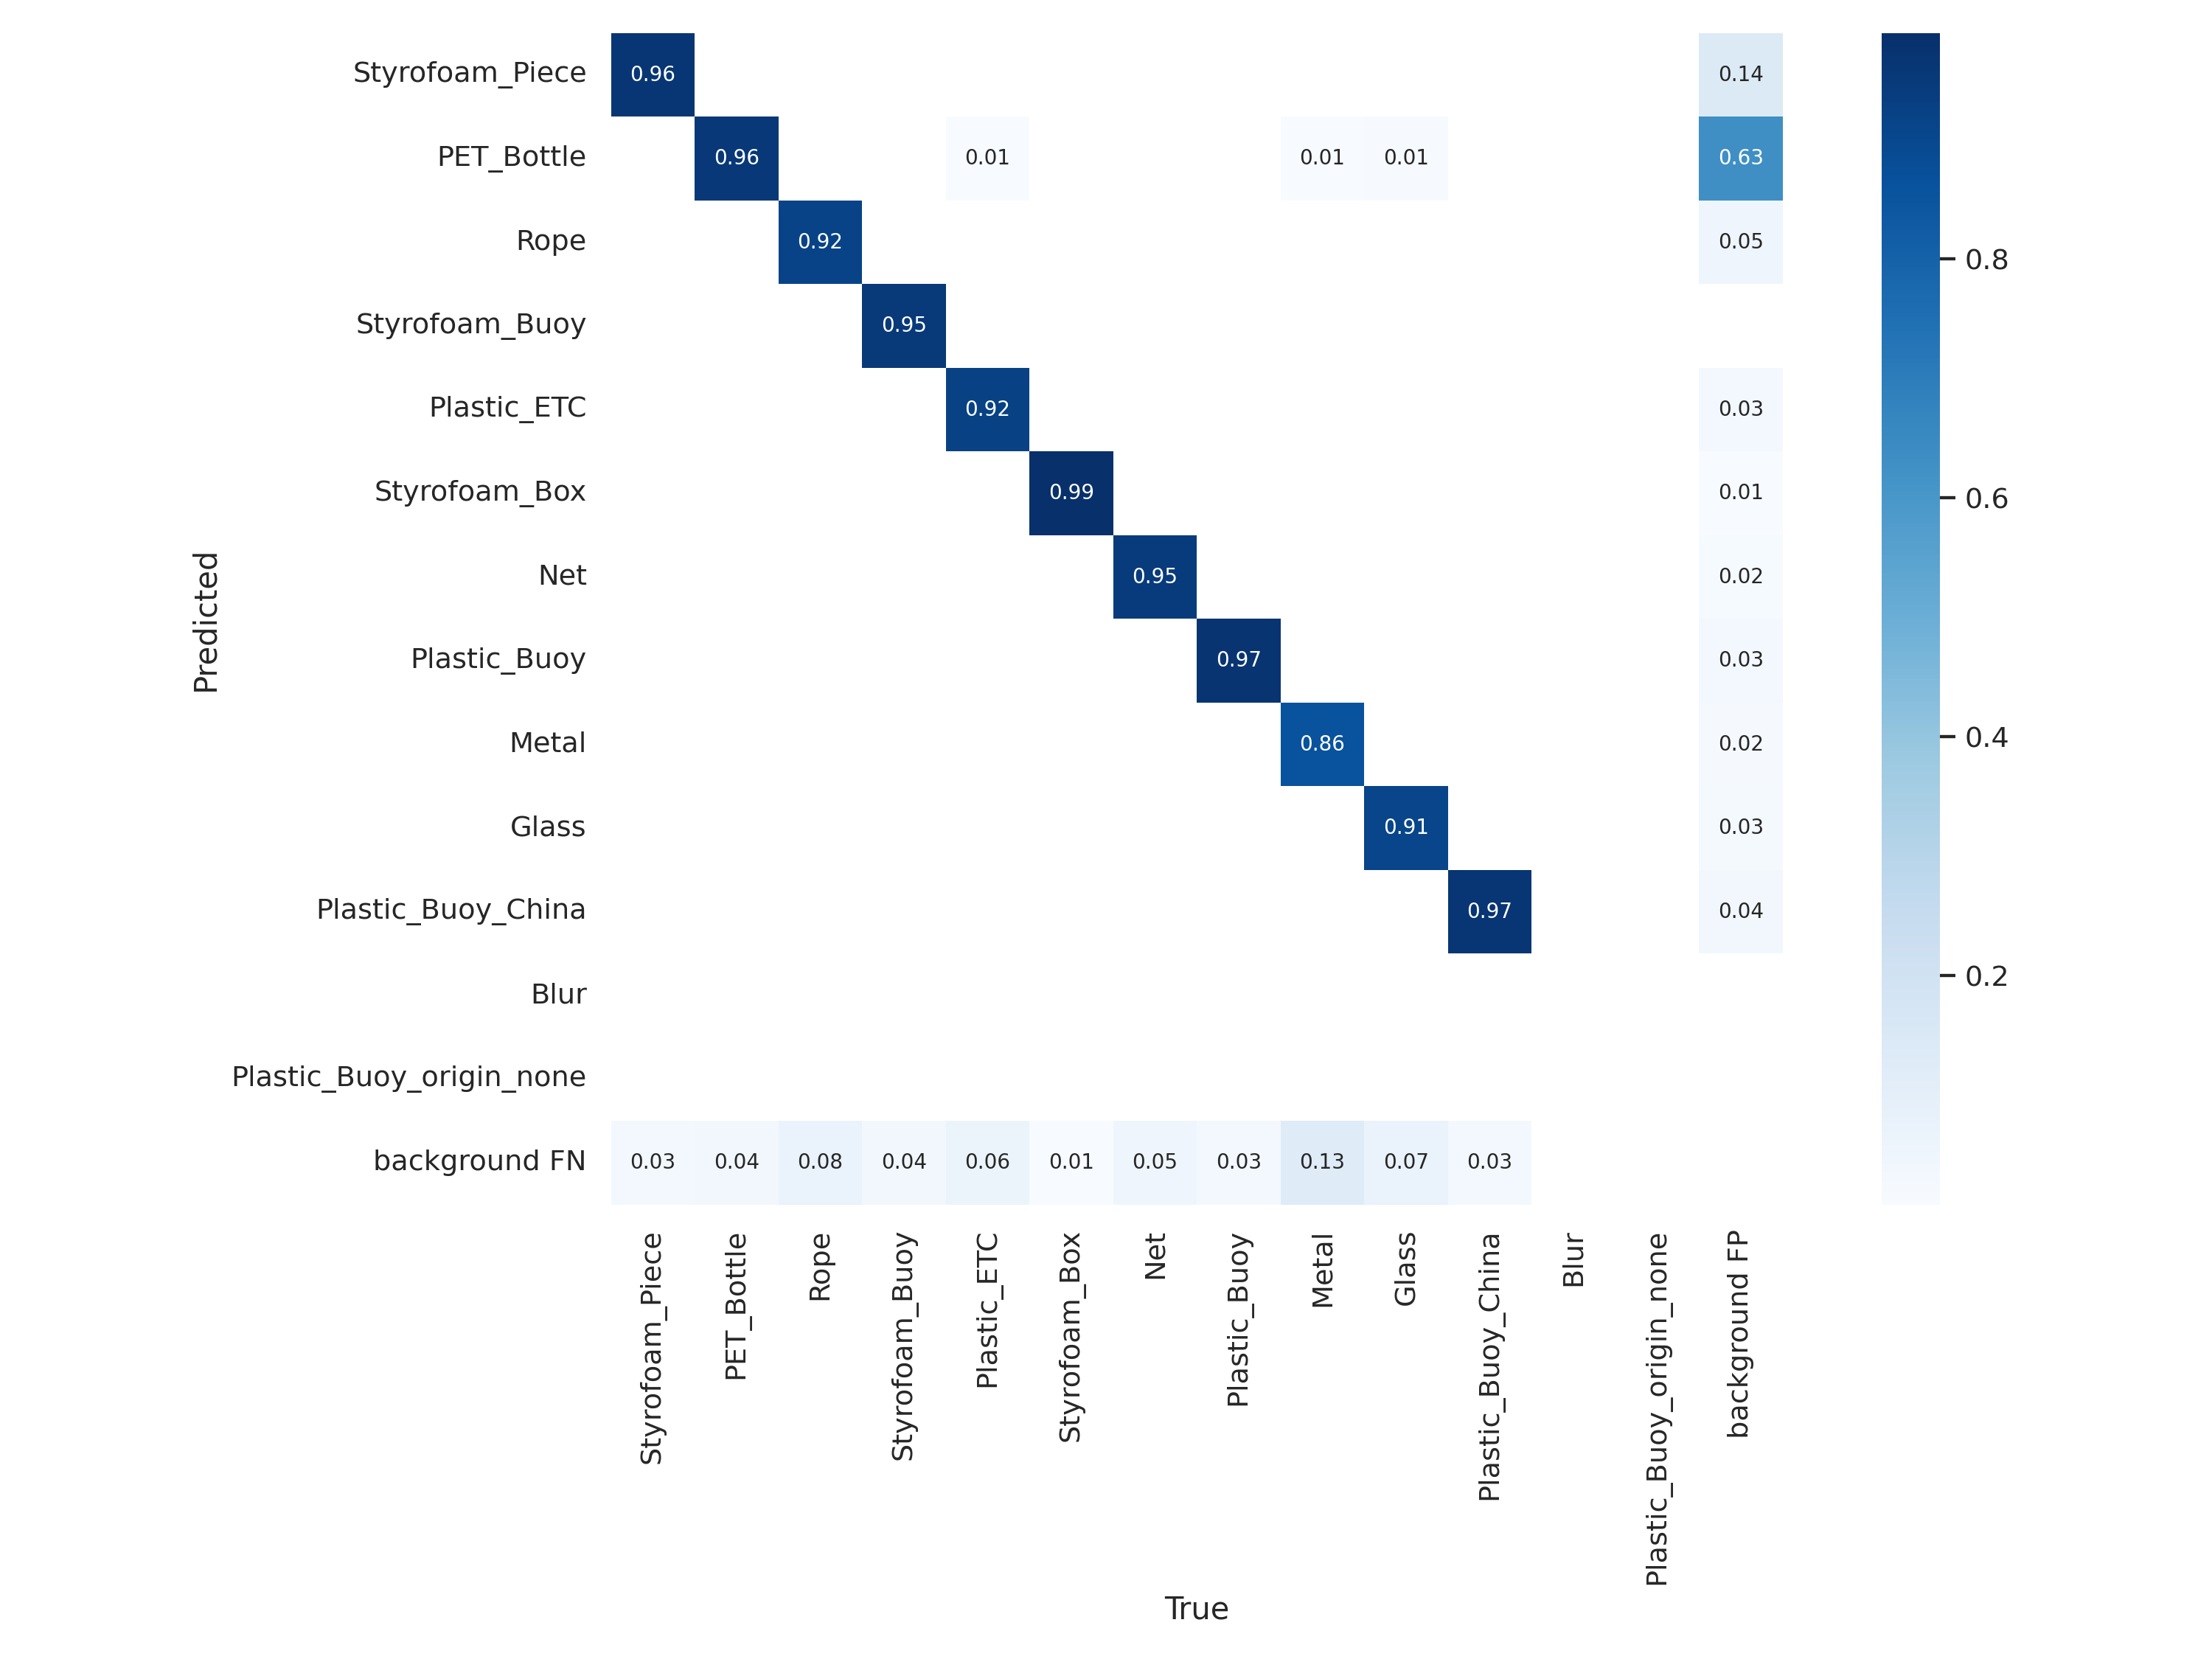 Styrofoam_Piece 0.96 0.14
PET_Bottle 0.96 0.01 0.01 0.01 0.63
Rope 0.92 0.05
Styrofoam_Buoy 0.95
Plastic_ETC 0.92 0.03
Styrofoam_Box 0.99 0.01
Net 0.95 0.02
Plastic_Buoy 0.97 0.03
Metal 0.86 0.02
Glass 0.91 0.03
Plastic_Buoy_China 0.97 0.04
Blur
Plastic_Buoy_origin_none
background FN 0.03 0.04 0.08 0.04 0.06 0.01 0.05 0.03 0.13 0.07 0.03
Predicted
Styrofoam_Piece
PET_Bottle
Rope
Styrofoam_Buoy
Plastic_ETC
Styrofoam_Box
Net
Plastic_Buoy
Metal
Glass
Plastic_Buoy_China
Blur
Plastic_Buoy_origin_none
background FP
True
0.8
0.6
0.4
0.2